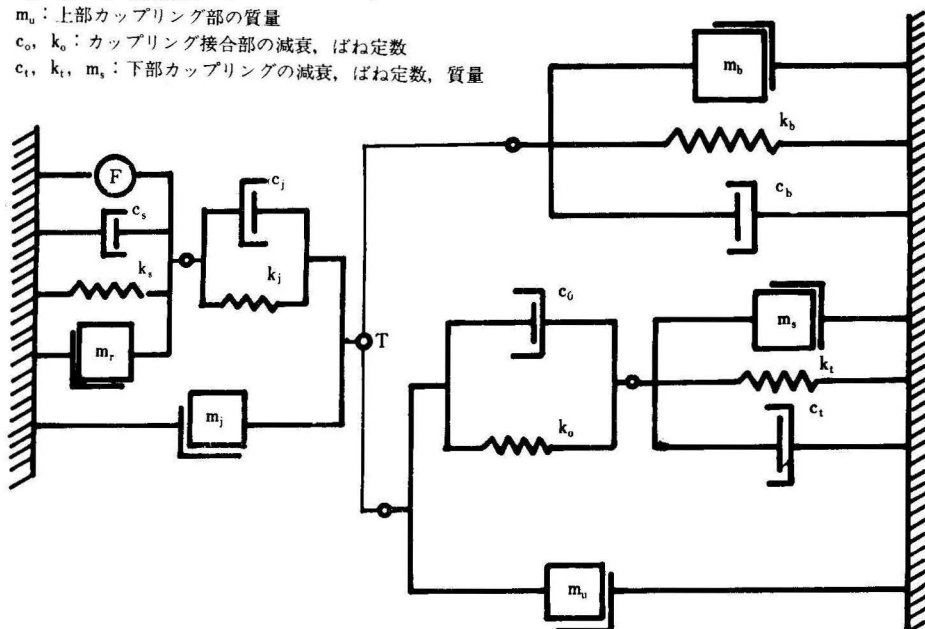 mᵤ：上部カップリング部の質量
cₒ，kₒ：カップリング接合部の減衰，ばね定数
cₜ，kₜ，mₛ：下部カップリングの減衰，ばね定数，質量
m_b
k_b
c_b
F
cₛ
kₛ
mᵣ
cⱼ
kⱼ
mⱼ
T
c₀
kₒ
mₛ
kₜ
cₜ
mᵤ